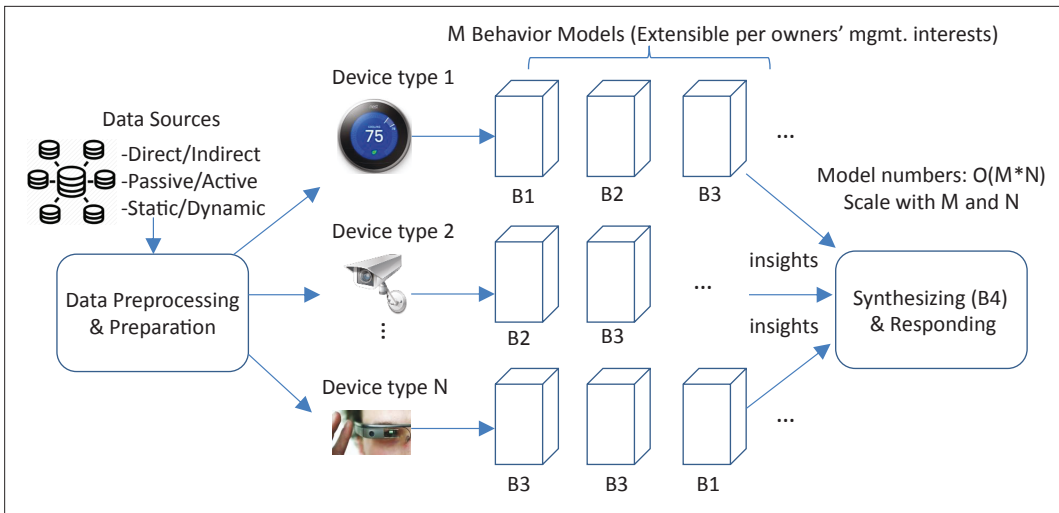 M Behavior Models (Extensible per owners’ mgmt. interests)
Device type 1
Data Sources
-Direct/Indirect
-Passive/Active
-Static/Dynamic
75
...
B1
B2
B3
Model numbers: O(M*N)
Scale with M and N
Device type 2
Data Preprocessing
& Preparation
...
B2
B3
...
insights
insights
Synthesizing (B4)
& Responding
Device type N
...
B3
B3
B1